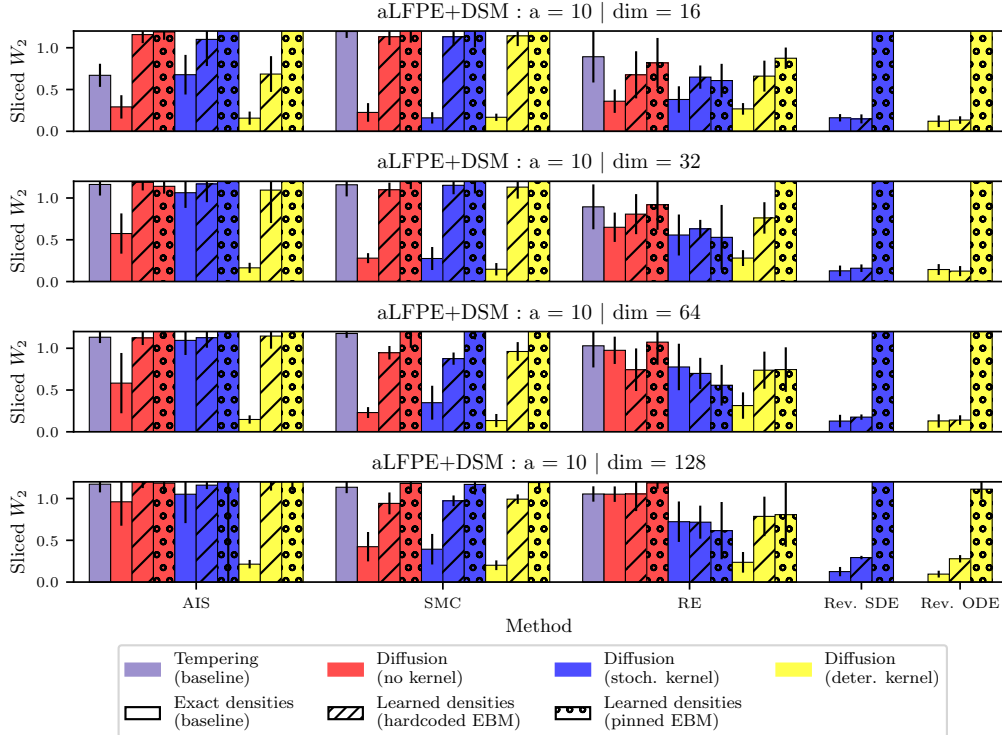 aLFPE+DSM : a = 10 | dim = 16
Sliced W₂
1.0
0.5
0.0
aLFPE+DSM : a = 10 | dim = 32
Sliced W₂
1.0
0.5
0.0
aLFPE+DSM : a = 10 | dim = 64
Sliced W₂
1.0
0.5
0.0
aLFPE+DSM : a = 10 | dim = 128
Sliced W₂
1.0
0.5
0.0
AIS SMC RE Rev. SDE Rev. ODE
Method
Tempering Diffusion Diffusion Diffusion
(baseline) (no kernel) (stoch. kernel) (deter. kernel)
Exact densities Learned densities Learned densities
(baseline) (hardcoded EBM) (pinned EBM)